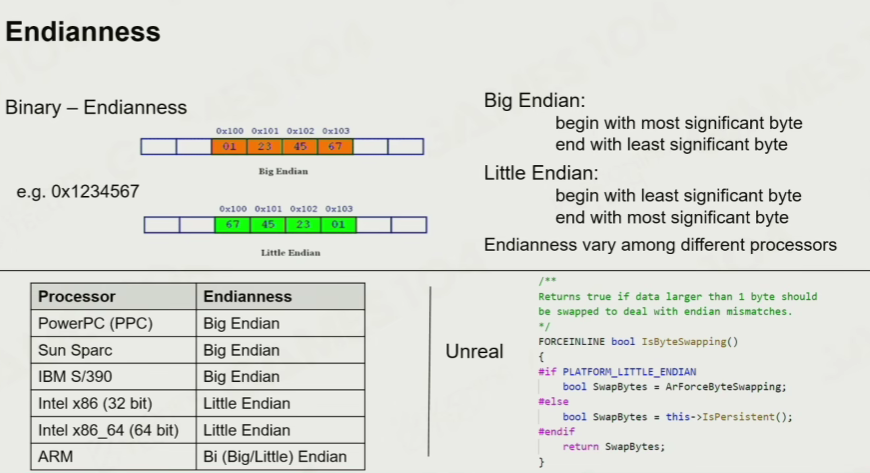 Endianness
Binary – Endianness
0x100 0x101 0x102 0x103
01 23 45 67
Big Endian
e.g. 0x1234567
0x100 0x101 0x102 0x103
67 45 23 01
Little Endian
Big Endian:
begin with most significant byte
end with least significant byte
Little Endian:
begin with least significant byte
end with most significant byte
Endianness vary among different processors
Processor Endianness
PowerPC (PPC) Big Endian
Sun Sparc Big Endian
IBM S/390 Big Endian
Intel x86 (32 bit) Little Endian
Intel x86_64 (64 bit) Little Endian
ARM Bi (Big/Little) Endian
Unreal
/**
Returns true if data larger than 1 byte should
be swapped to deal with endian mismatches.
*/
FORCEINLINE bool IsByteSwapping()
{
#if PLATFORM_LITTLE_ENDIAN
bool SwapBytes = ArForceByteSwapping;
#else
bool SwapBytes = this->IsPersistent();
#endif
return SwapBytes;
}